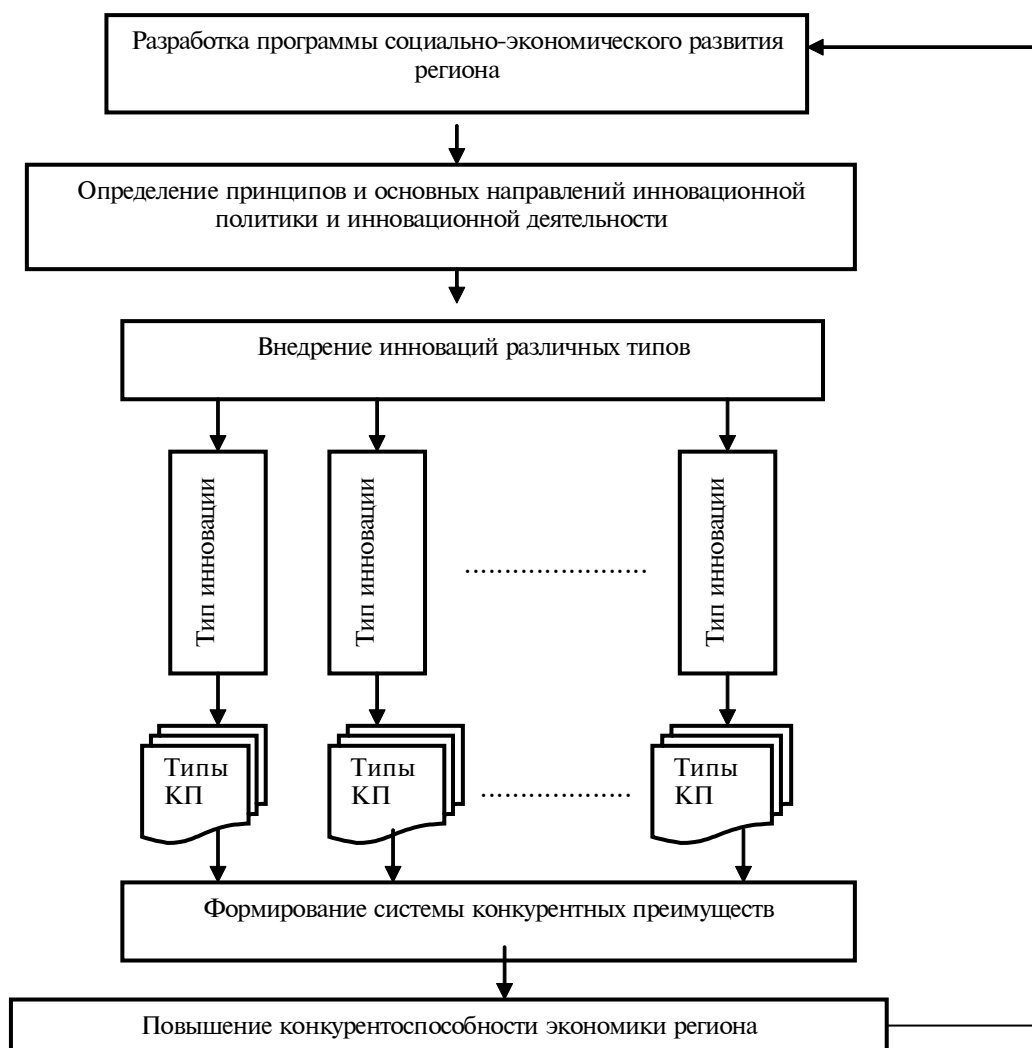 Разработка программы социально-экономического развития
региона
Определение принципов и основных направлений инновационной
политики и инновационной деятельности
Внедрение инноваций различных типов
Тип инновации
Тип инновации
.......................
Тип инновации
Типы
КП
Типы
КП
...................
Типы
КП
Формирование системы конкурентных преимуществ
Повышение конкурентоспособности экономики региона